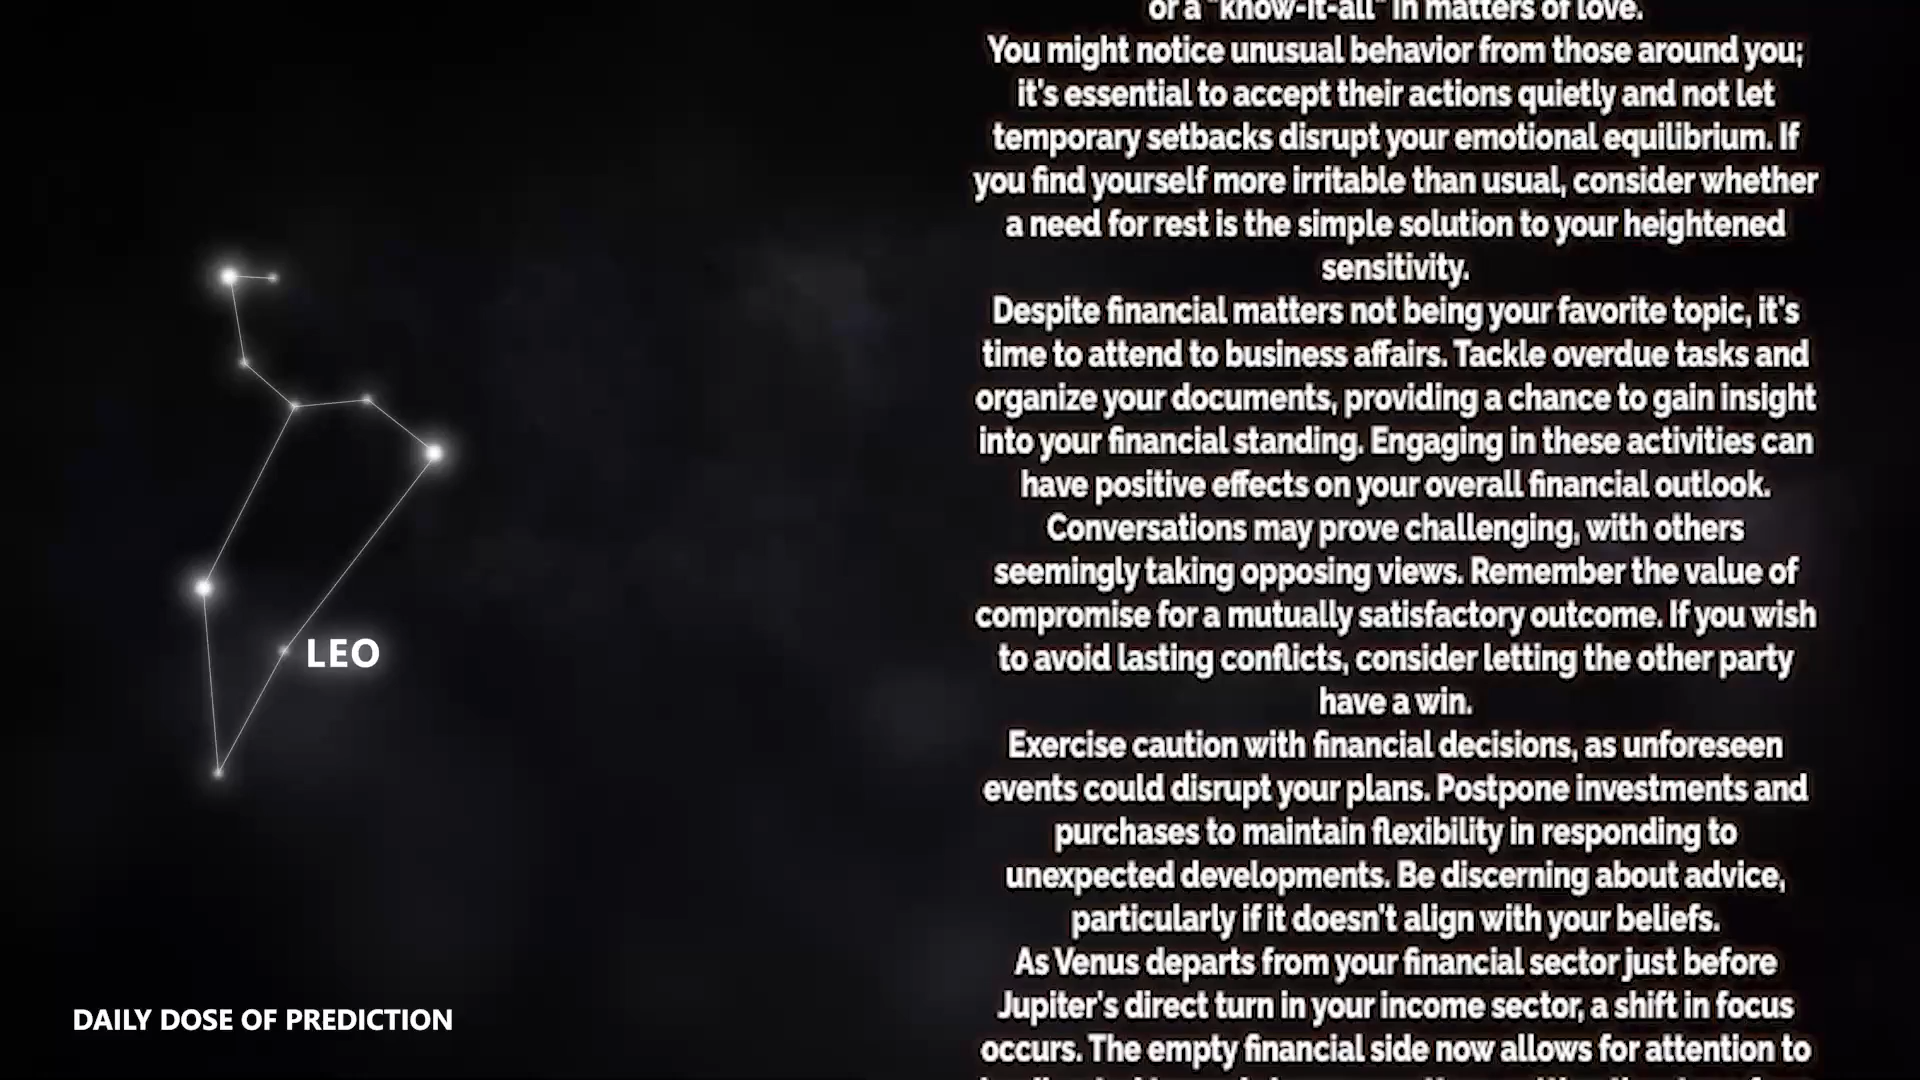 or a "know-it-all" in matters of love.
You might notice unusual behavior from those around you;
it's essential to accept their actions quietly and not let
temporary setbacks disrupt your emotional equilibrium. If
you find yourself more irritable than usual, consider whether
a need for rest is the simple solution to your heightened
sensitivity.
Despite financial matters not being your favorite topic, it's
time to attend to business affairs. Tackle overdue tasks and
organize your documents, providing a chance to gain insight
into your financial standing. Engaging in these activities can
have positive effects on your overall financial outlook.
Conversations may prove challenging, with others
seemingly taking opposing views. Remember the value of
compromise for a mutually satisfactory outcome. If you wish
to avoid lasting conflicts, consider letting the other party
have a win.
Exercise caution with financial decisions, as unforeseen
events could disrupt your plans. Postpone investments and
purchases to maintain flexibility in responding to
unexpected developments. Be discerning about advice,
particularly if it doesn't align with your beliefs.
As Venus departs from your financial sector just before
Jupiter's direct turn in your income sector, a shift in focus
occurs. The empty financial side now allows for attention to
LEO
DAILY DOSE OF PREDICTION